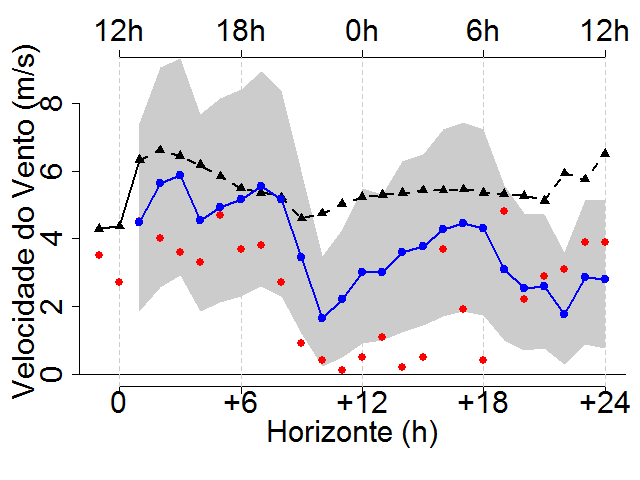 12h 18h 0h 6h 12h
Velocidade do Vento (m/s)
8
6
4
2
0
0 +6 +12 +18 +24
Horizonte (h)